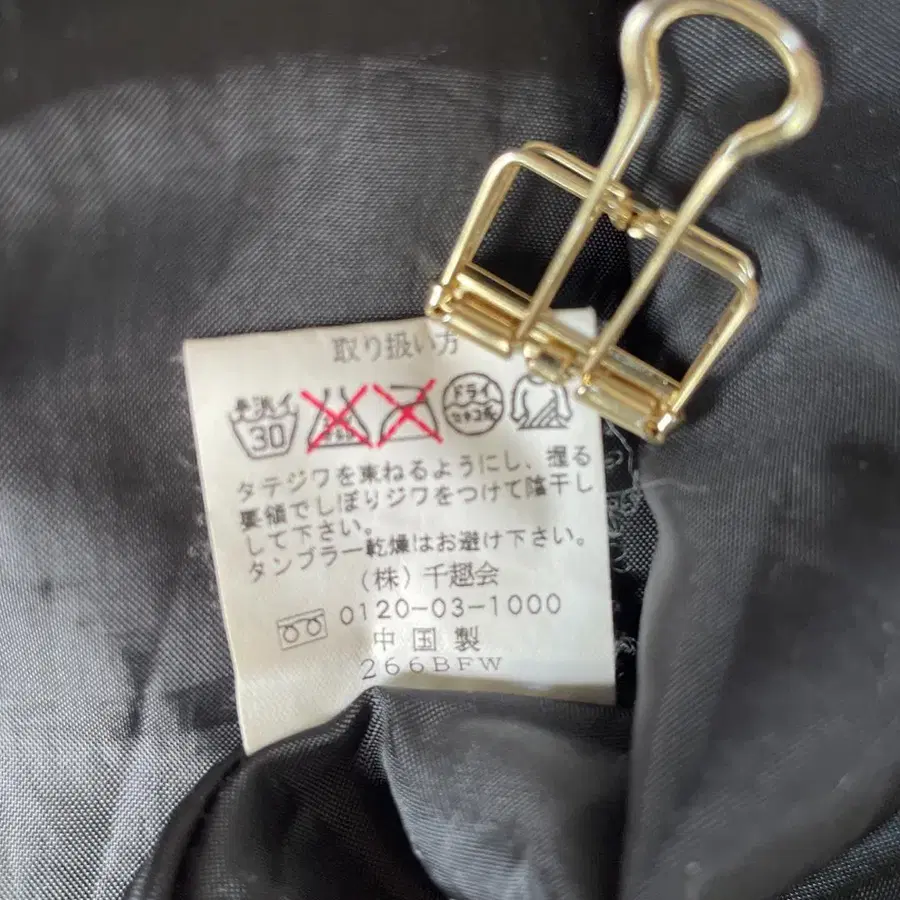 取り扱い方
手洗イ 30 ドライ セキユ系
タテジワを束ねるようにし、握る
要領でしぼりジワをつけて陰干し
して下さい。
タンブラー乾燥はお避け下さい。
(株)千趣会
0120-03-1000
中国製
266BFW